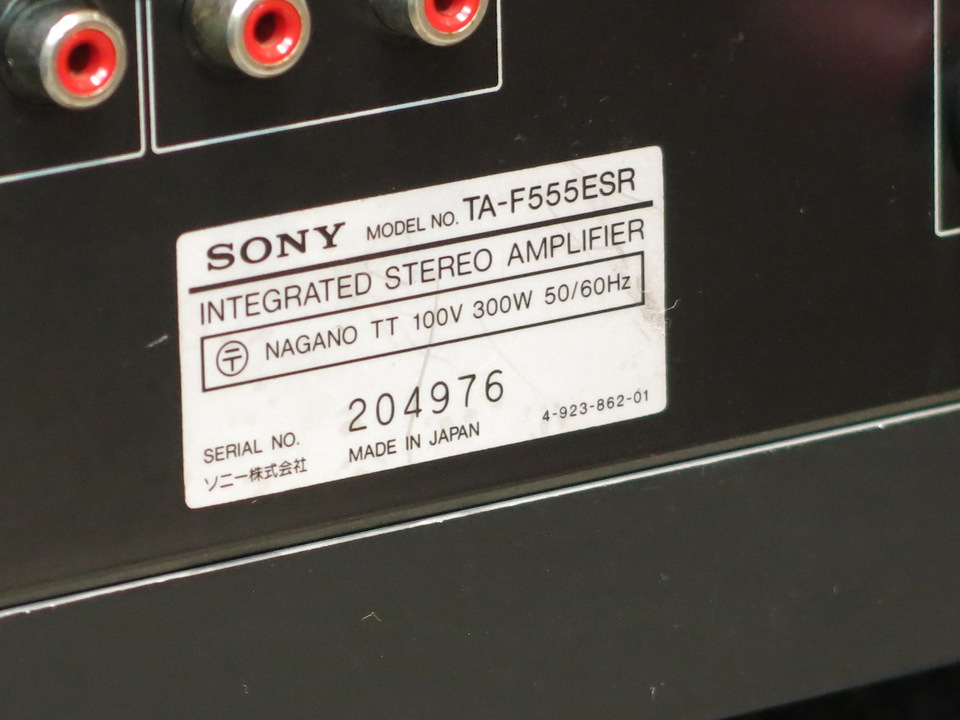 SONY MODEL NO. TA-F555ESR
INTEGRATED STEREO AMPLIFIER
〶 NAGANO TT 100V 300W 50/60Hz
SERIAL NO. 204976
ソニー株式会社 MADE IN JAPAN 4-923-862-01